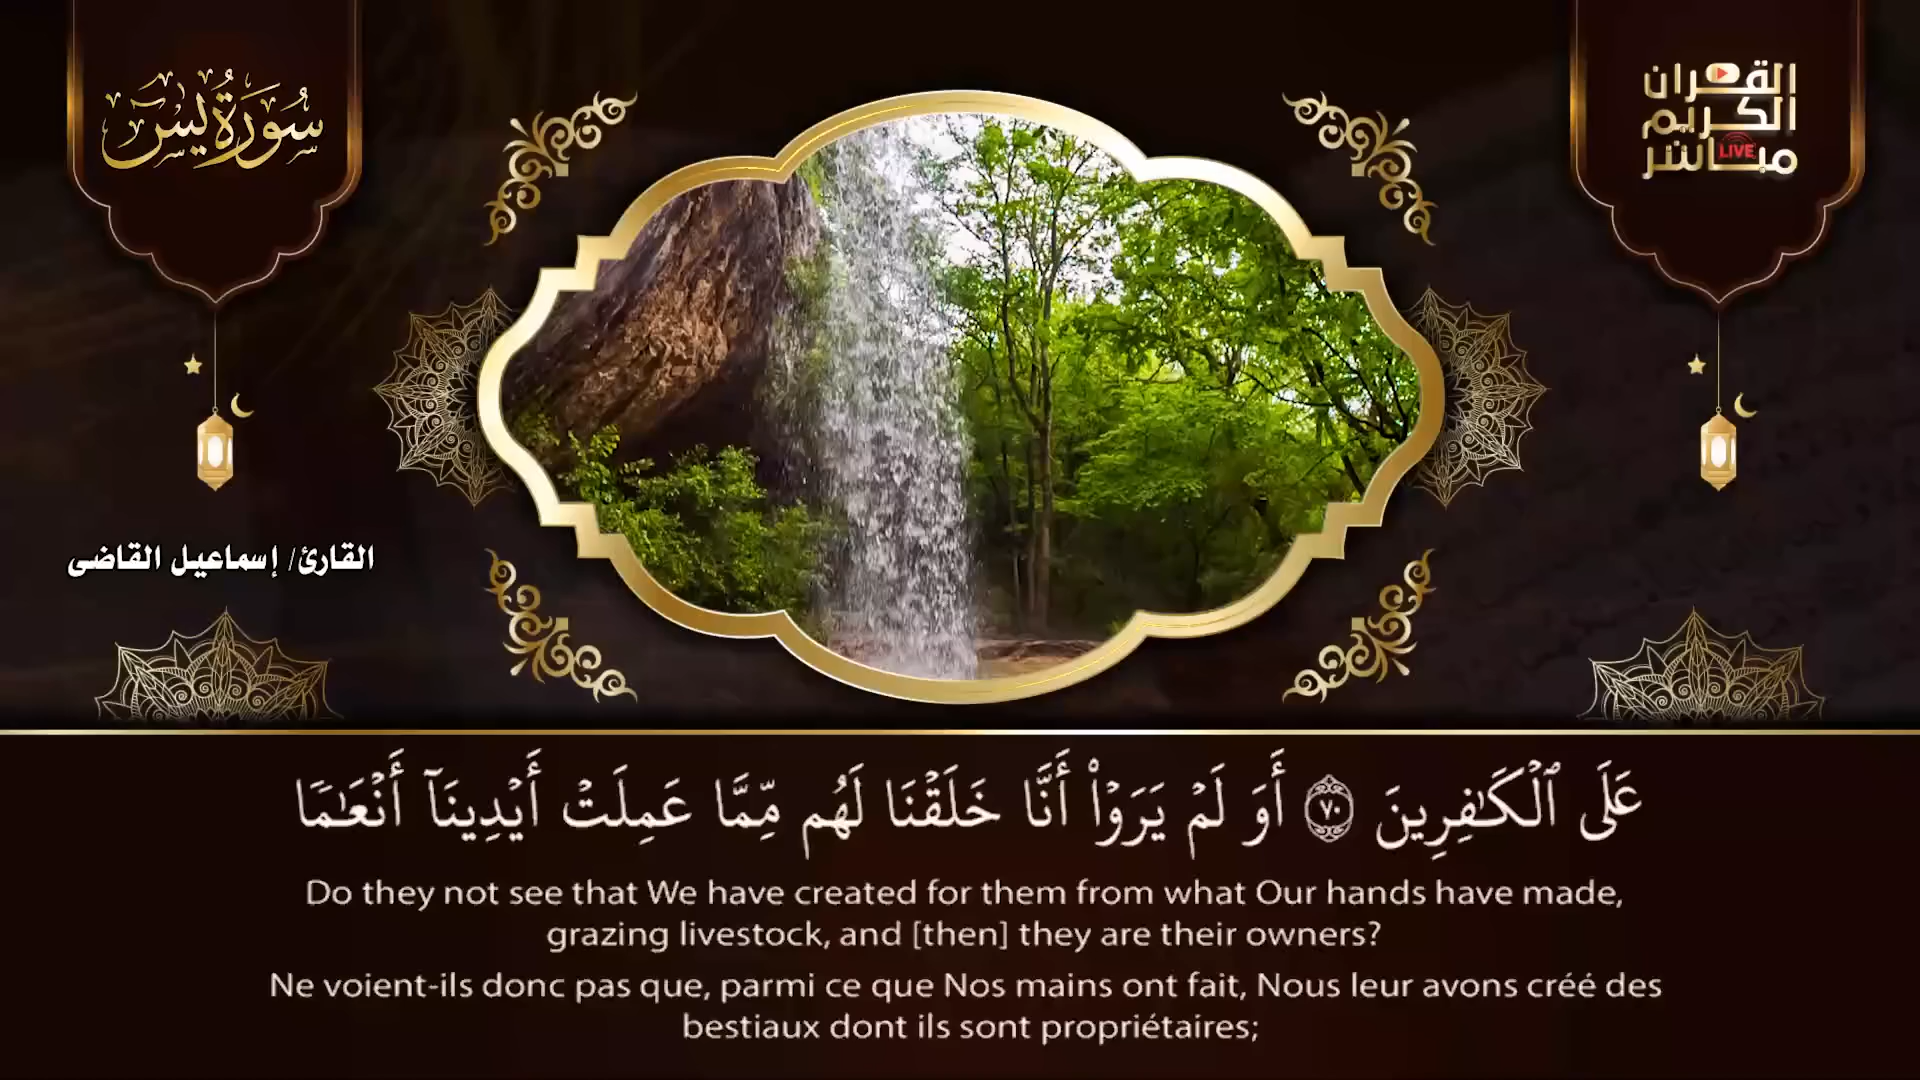 سُورَةُ يسٓ
القرآن
الكريم
مباشر
LIVE
القارئ/ إسماعيل القاضى
عَلَى ٱلْكَٰفِرِينَ ٧٠ أَوَ لَمْ يَرَوْا۟ أَنَّا خَلَقْنَا لَهُم مِّمَّا عَمِلَتْ أَيْدِينَآ أَنْعَٰمًا
Do they not see that We have created for them from what Our hands have made,
grazing livestock, and [then] they are their owners?
Ne voient-ils donc pas que, parmi ce que Nos mains ont fait, Nous leur avons créé des
bestiaux dont ils sont propriétaires;